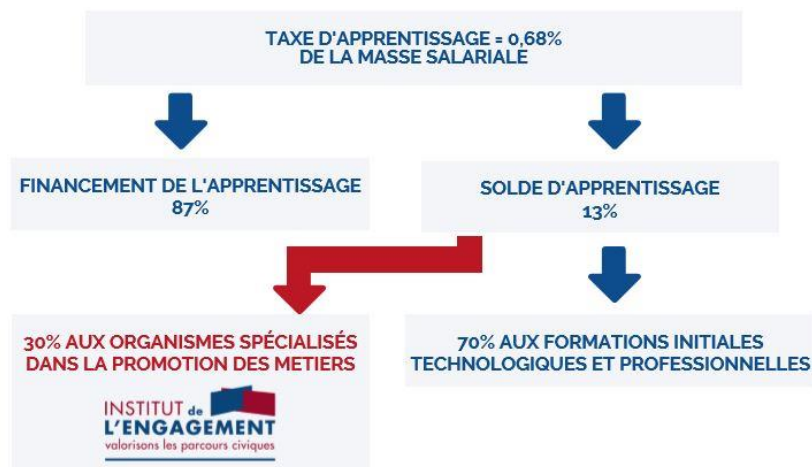 TAXE D'APPRENTISSAGE = 0,68%
DE LA MASSE SALARIALE
FINANCEMENT DE L'APPRENTISSAGE
87%
SOLDE D'APPRENTISSAGE
13%
30% AUX ORGANISMES SPÉCIALISÉS
DANS LA PROMOTION DES METIERS
INSTITUT de
L'ENGAGEMENT
valorisons les parcours civiques
70% AUX FORMATIONS INITIALES
TECHNOLOGIQUES ET PROFESSIONNELLES